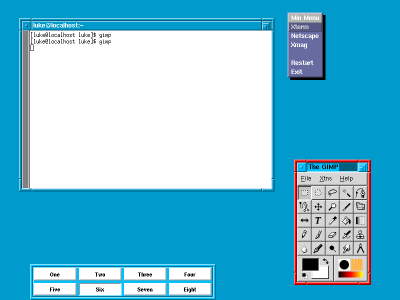 luke@localhost:~
[luke@localhost luke]$ gimp
[luke@localhost luke]$ gimp
Mini Menu
Xterm
Netscape
Xmag
Restart
Exit
The GIMP
File Xtns Help
One Two Three Four
Five Six Seven Eight